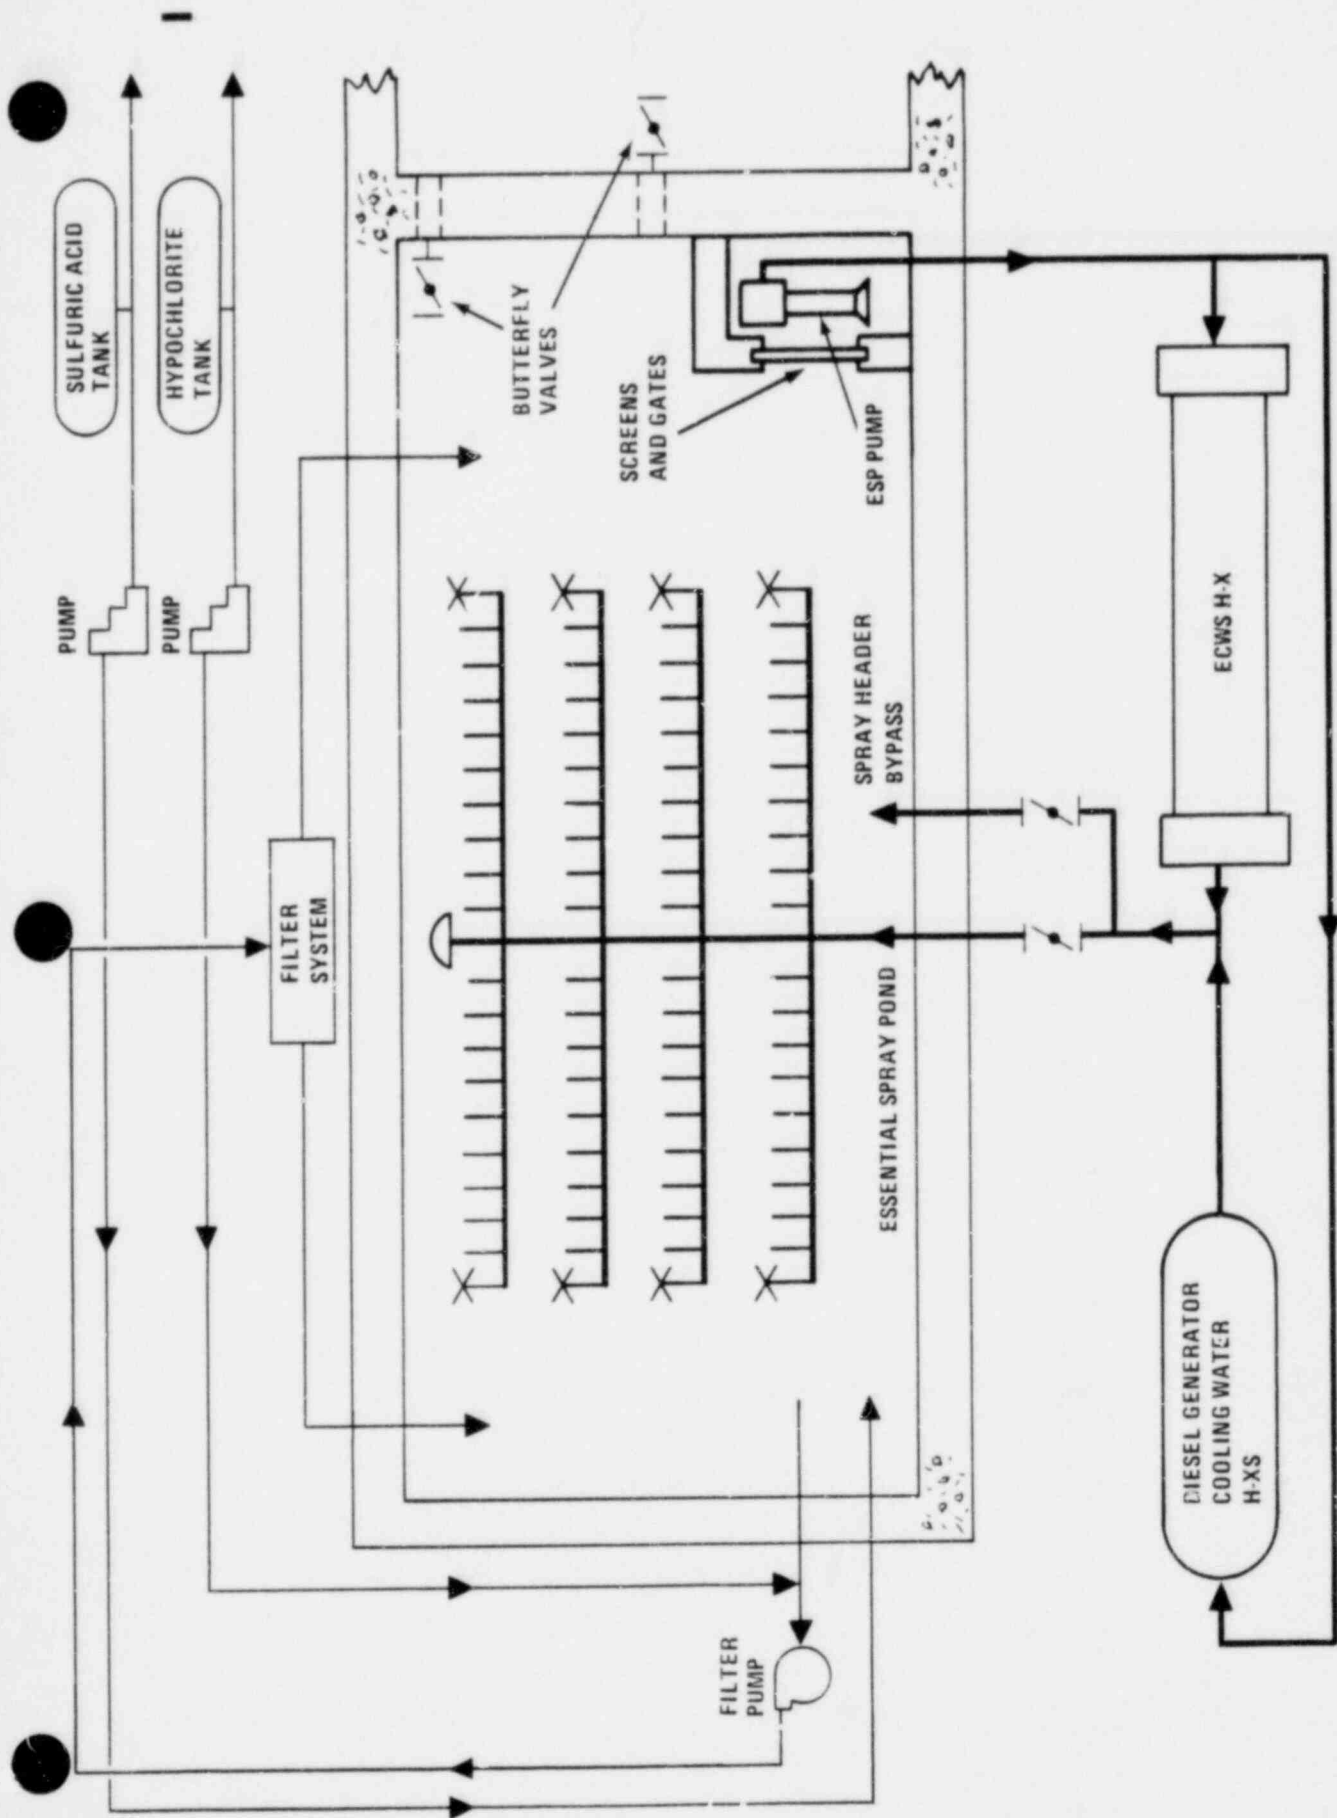 SULFURIC ACID
TANK
HYPOCHLORITE
TANK
PUMP
PUMP
FILTER
SYSTEM
BUTTERFLY
VALVES
SCREENS
AND GATES
ESP PUMP
SPRAY HEADER
BYPASS
ESSENTIAL SPRAY POND
ECWS H-X
FILTER
PUMP
DIESEL GENERATOR
COOLING WATER
H-XS